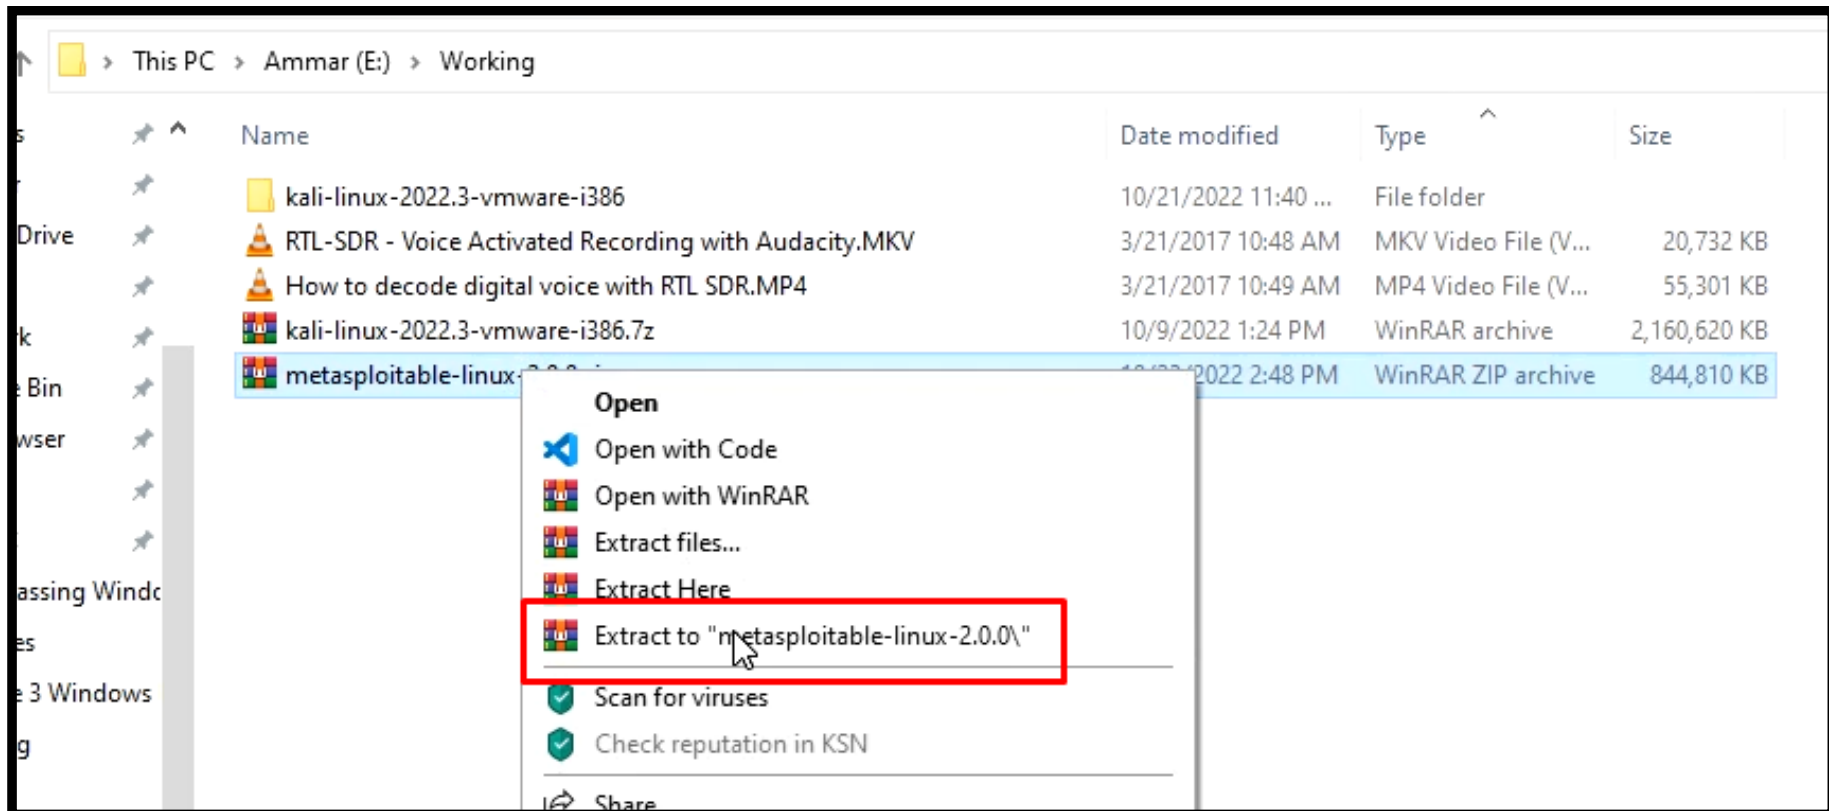 This PC > Ammar (E:) > Working
Name Date modified Type Size
kali-linux-2022.3-vmware-i386 10/21/2022 11:40 ... File folder
Drive
RTL-SDR - Voice Activated Recording with Audacity.MKV 3/21/2017 10:48 AM MKV Video File (V... 20,732 KB
How to decode digital voice with RTL SDR.MP4 3/21/2017 10:49 AM MP4 Video File (V... 55,301 KB
kali-linux-2022.3-vmware-i386.7z 10/9/2022 1:24 PM WinRAR archive 2,160,620 KB
metasploitable-linux- 2022 2:48 PM WinRAR ZIP archive 844,810 KB
Bin
wser
assing Windo
es
3 Windows
g
Open
Open with Code
Open with WinRAR
Extract files...
Extract Here
Extract to "metasploitable-linux-2.0.0\"
Scan for viruses
Check reputation in KSN
Share